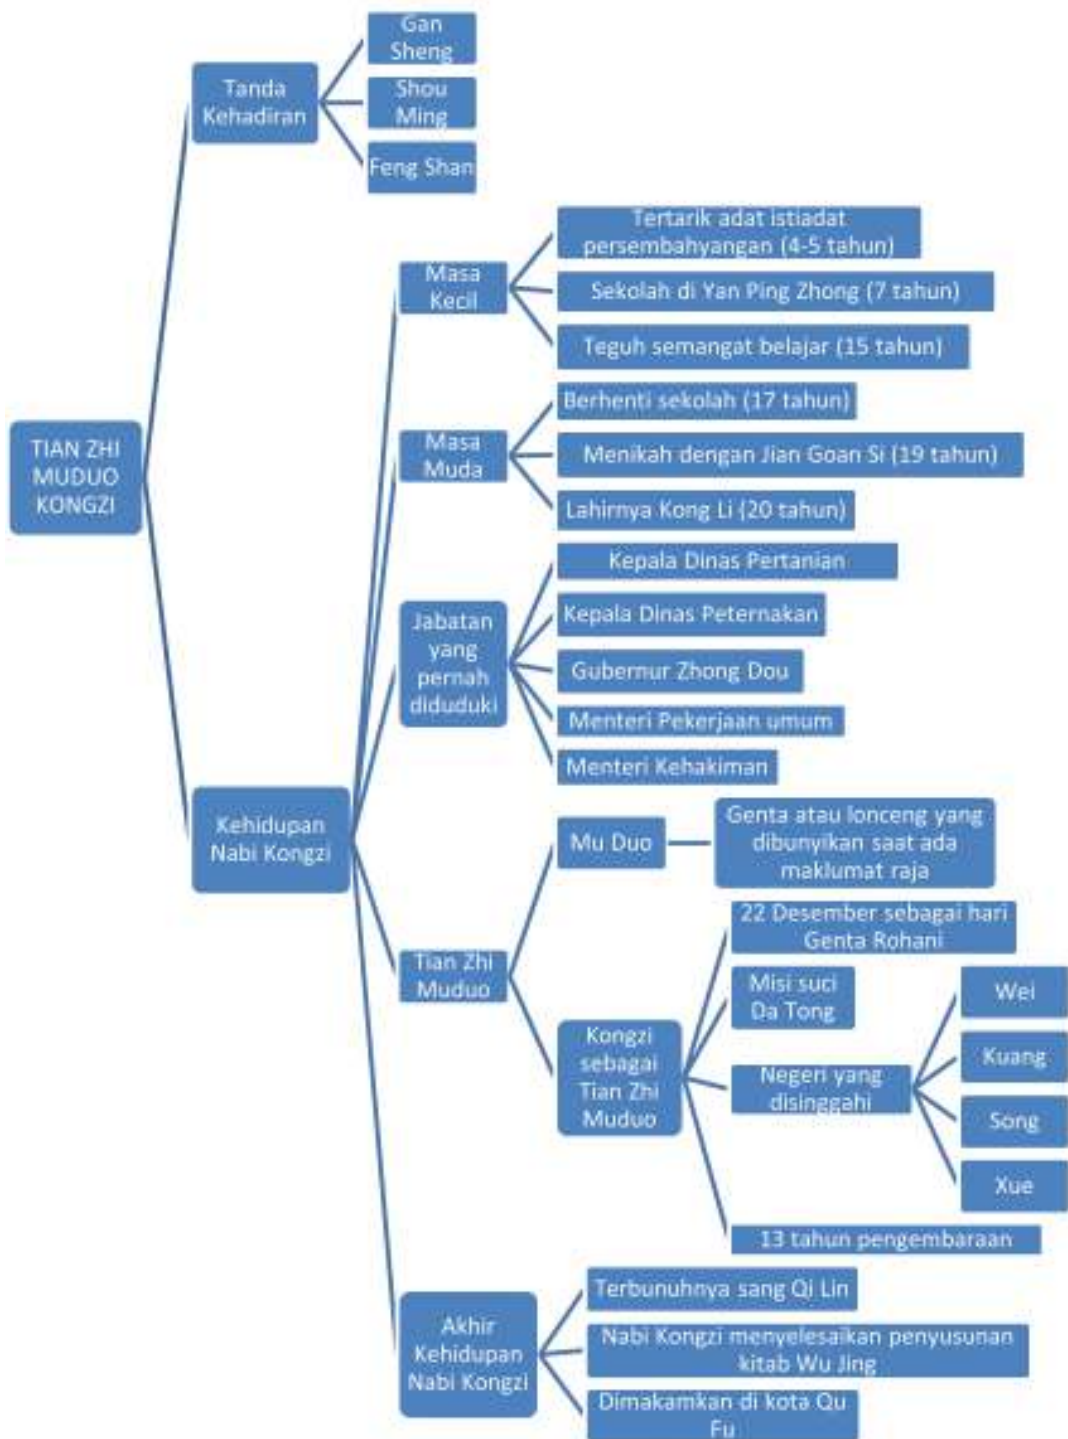 TIAN ZHI
MUDUO
KONGZI
Tanda
Kehadiran
Gan
Sheng
Shou
Ming
Feng Shan
Kehidupan
Nabi Kongzi
Masa
Kecil
Tertarik adat istiadat
persembahyangan (4-5 tahun)
Sekolah di Yan Ping Zhong (7 tahun)
Teguh semangat belajar (15 tahun)
Masa
Muda
Berhenti sekolah (17 tahun)
Menikah dengan Jian Goan Si (19 tahun)
Lahirnya Kong Li (20 tahun)
Jabatan
yang
pernah
diduduki
Kepala Dinas Pertanian
Kepala Dinas Peternakan
Gubernur Zhong Dou
Menteri Pekerjaan umum
Menteri Kehakiman
Tian Zhi
Muduo
Mu Duo
Genta atau lonceng yang
dibunyikan saat ada
maklumat raja
Kongzi
sebagai
Tian Zhi
Muduo
22 Desember sebagai hari
Genta Rohani
Misi suci
Da Tong
Negeri yang
disinggahi
Wei
Kuang
Song
Xue
13 tahun pengembaraan
Akhir
Kehidupan
Nabi Kongzi
Terbunuhnya sang Qi Lin
Nabi Kongzi menyelesaikan penyusunan
kitab Wu Jing
Dimakamkan di kota Qu
Fu